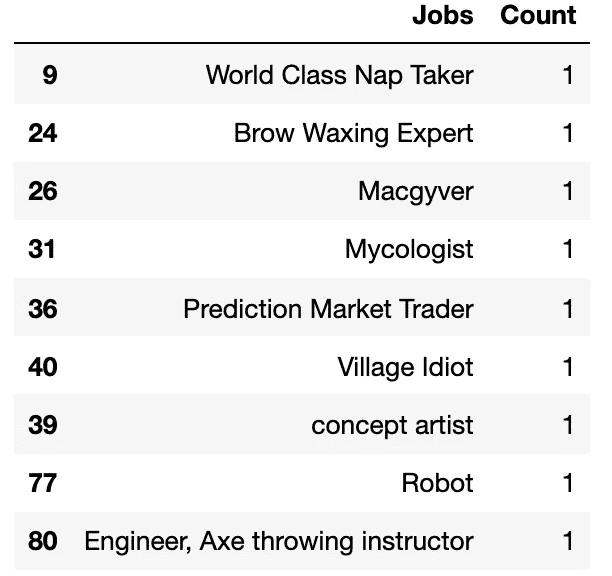 Jobs Count
9 World Class Nap Taker 1
24 Brow Waxing Expert 1
26 Macgyver 1
31 Mycologist 1
36 Prediction Market Trader 1
40 Village Idiot 1
39 concept artist 1
77 Robot 1
80 Engineer, Axe throwing instructor 1